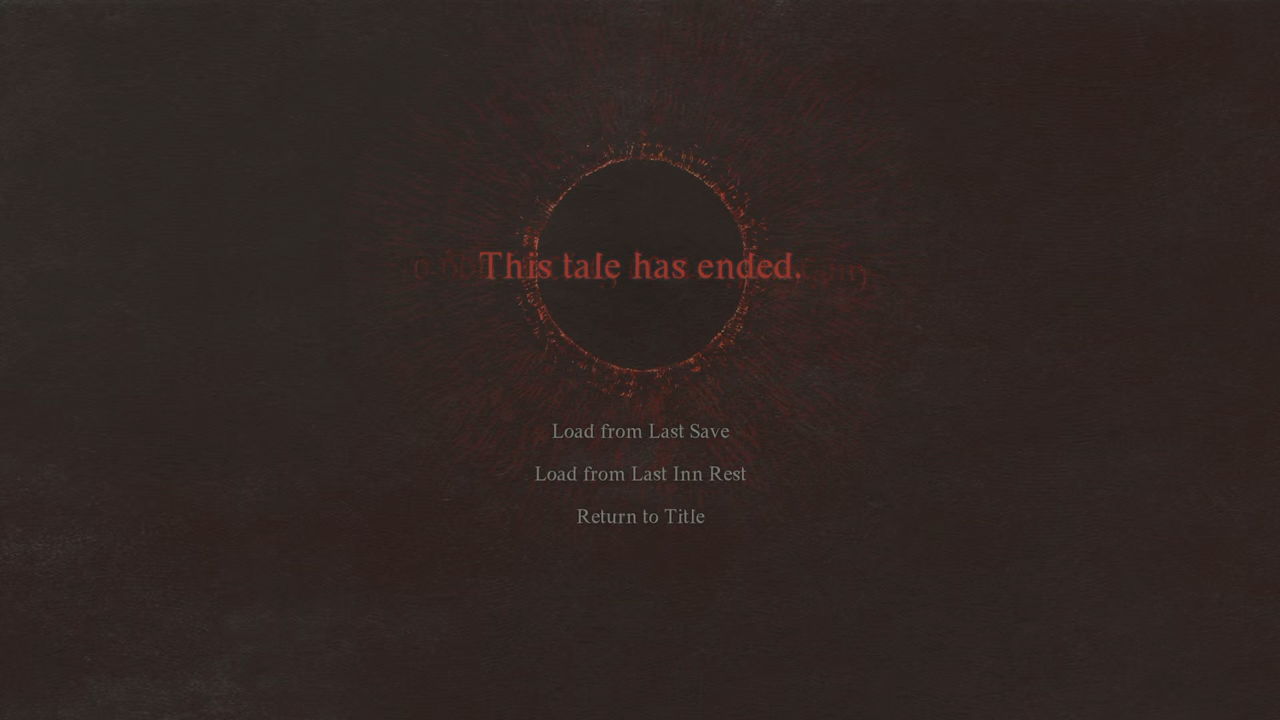 This tale has ended.
Load from Last Save
Load from Last Inn Rest
Return to Title